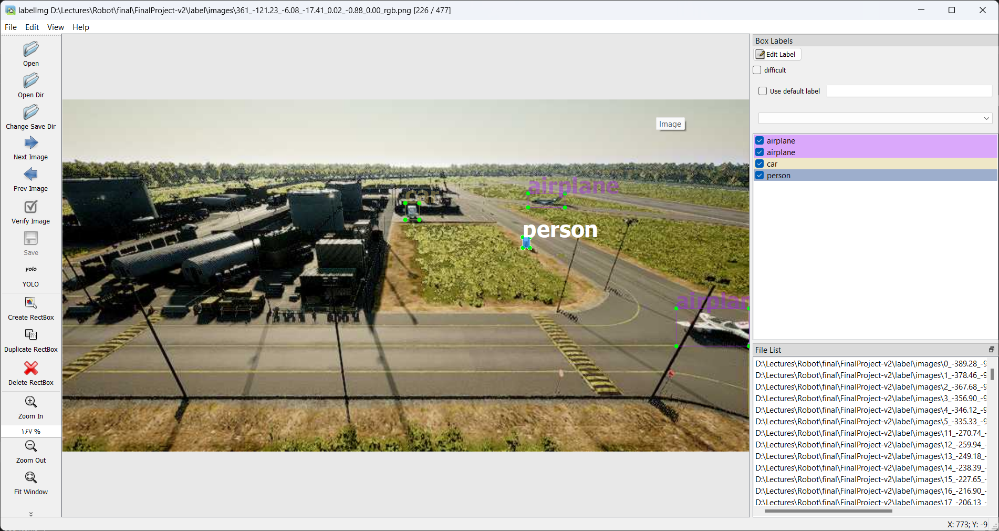 labelImg D:\Lectures\Robot\final\FinalProject-v2\label\images\361_-121.23_-6.08_-17.41_0.02_-0.88_0.00_rgb.png [226 / 477]
File Edit View Help
Open
Open Dir
Change Save Dir
Next Image
Prev Image
Verify Image
Save
yolo
YOLO
Create RectBox
Duplicate RectBox
Delete RectBox
Zoom In
۱۶۷ %
Zoom Out
Fit Window
Image
car
airplane
person
airplan
Box Labels
Edit Label
difficult
Use default label
airplane
airplane
car
person
File List
D:\Lectures\Robot\final\FinalProject-v2\label\images\0_-389.28_-9
D:\Lectures\Robot\final\FinalProject-v2\label\images\1_-378.46_-9
D:\Lectures\Robot\final\FinalProject-v2\label\images\2_-367.68_-9
D:\Lectures\Robot\final\FinalProject-v2\label\images\3_-356.90_-9
D:\Lectures\Robot\final\FinalProject-v2\label\images\4_-346.12_-9
D:\Lectures\Robot\final\FinalProject-v2\label\images\5_-335.33_-9
D:\Lectures\Robot\final\FinalProject-v2\label\images\11_-270.74_-
D:\Lectures\Robot\final\FinalProject-v2\label\images\12_-259.94_-
D:\Lectures\Robot\final\FinalProject-v2\label\images\13_-249.18_-
D:\Lectures\Robot\final\FinalProject-v2\label\images\14_-238.39_-
D:\Lectures\Robot\final\FinalProject-v2\label\images\15_-227.65_-
D:\Lectures\Robot\final\FinalProject-v2\label\images\16_-216.90_-
D:\Lectures\Robot\final\FinalProject-v2\label\images\17_-206.13_-
X: 773; Y: -9